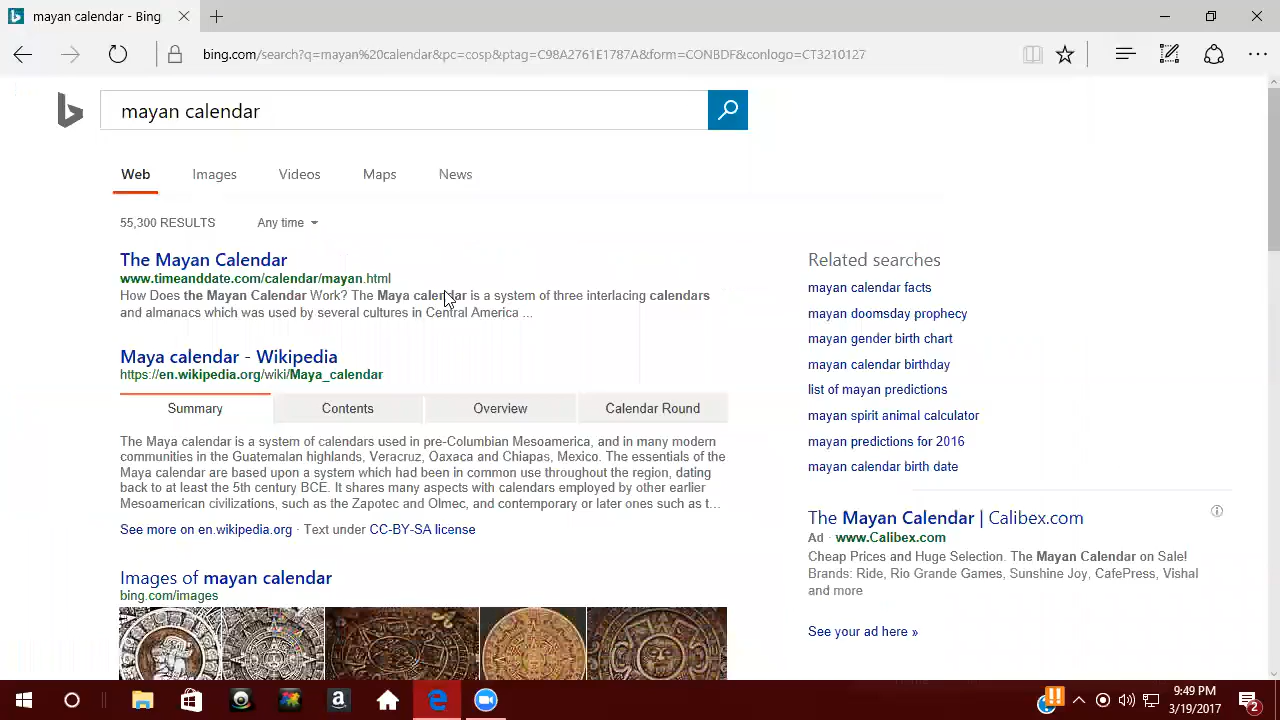 mayan calendar - Bing
bing.com/search?q=mayan%20calendar&pc=cosp&ptag=C98A2761E1787A&form=CONBDF&conlogo=CT3210127
mayan calendar
Web Images Videos Maps News
55,300 RESULTS Any time
The Mayan Calendar
www.timeanddate.com/calendar/mayan.html
How Does the Mayan Calendar Work? The Maya calendar is a system of three interlacing calendars
and almanacs which was used by several cultures in Central America ...
Maya calendar - Wikipedia
https://en.wikipedia.org/wiki/Maya_calendar
Summary Contents Overview Calendar Round
The Maya calendar is a system of calendars used in pre-Columbian Mesoamerica, and in many modern
communities in the Guatemalan highlands, Veracruz, Oaxaca and Chiapas, Mexico. The essentials of the
Maya calendar are based upon a system which had been in common use throughout the region, dating
back to at least the 5th century BCE. It shares many aspects with calendars employed by other earlier
Mesoamerican civilizations, such as the Zapotec and Olmec, and contemporary or later ones such as t...
See more on en.wikipedia.org · Text under CC-BY-SA license
Images of mayan calendar
bing.com/images
Related searches
mayan calendar facts
mayan doomsday prophecy
mayan gender birth chart
mayan calendar birthday
list of mayan predictions
mayan spirit animal calculator
mayan predictions for 2016
mayan calendar birth date
The Mayan Calendar | Calibex.com
Ad · www.Calibex.com
Cheap Prices and Huge Selection. The Mayan Calendar on Sale!
Brands: Ride, Rio Grande Games, Sunshine Joy, CafePress, Vishal
and more
See your ad here »
9:49 PM
3/19/2017
2